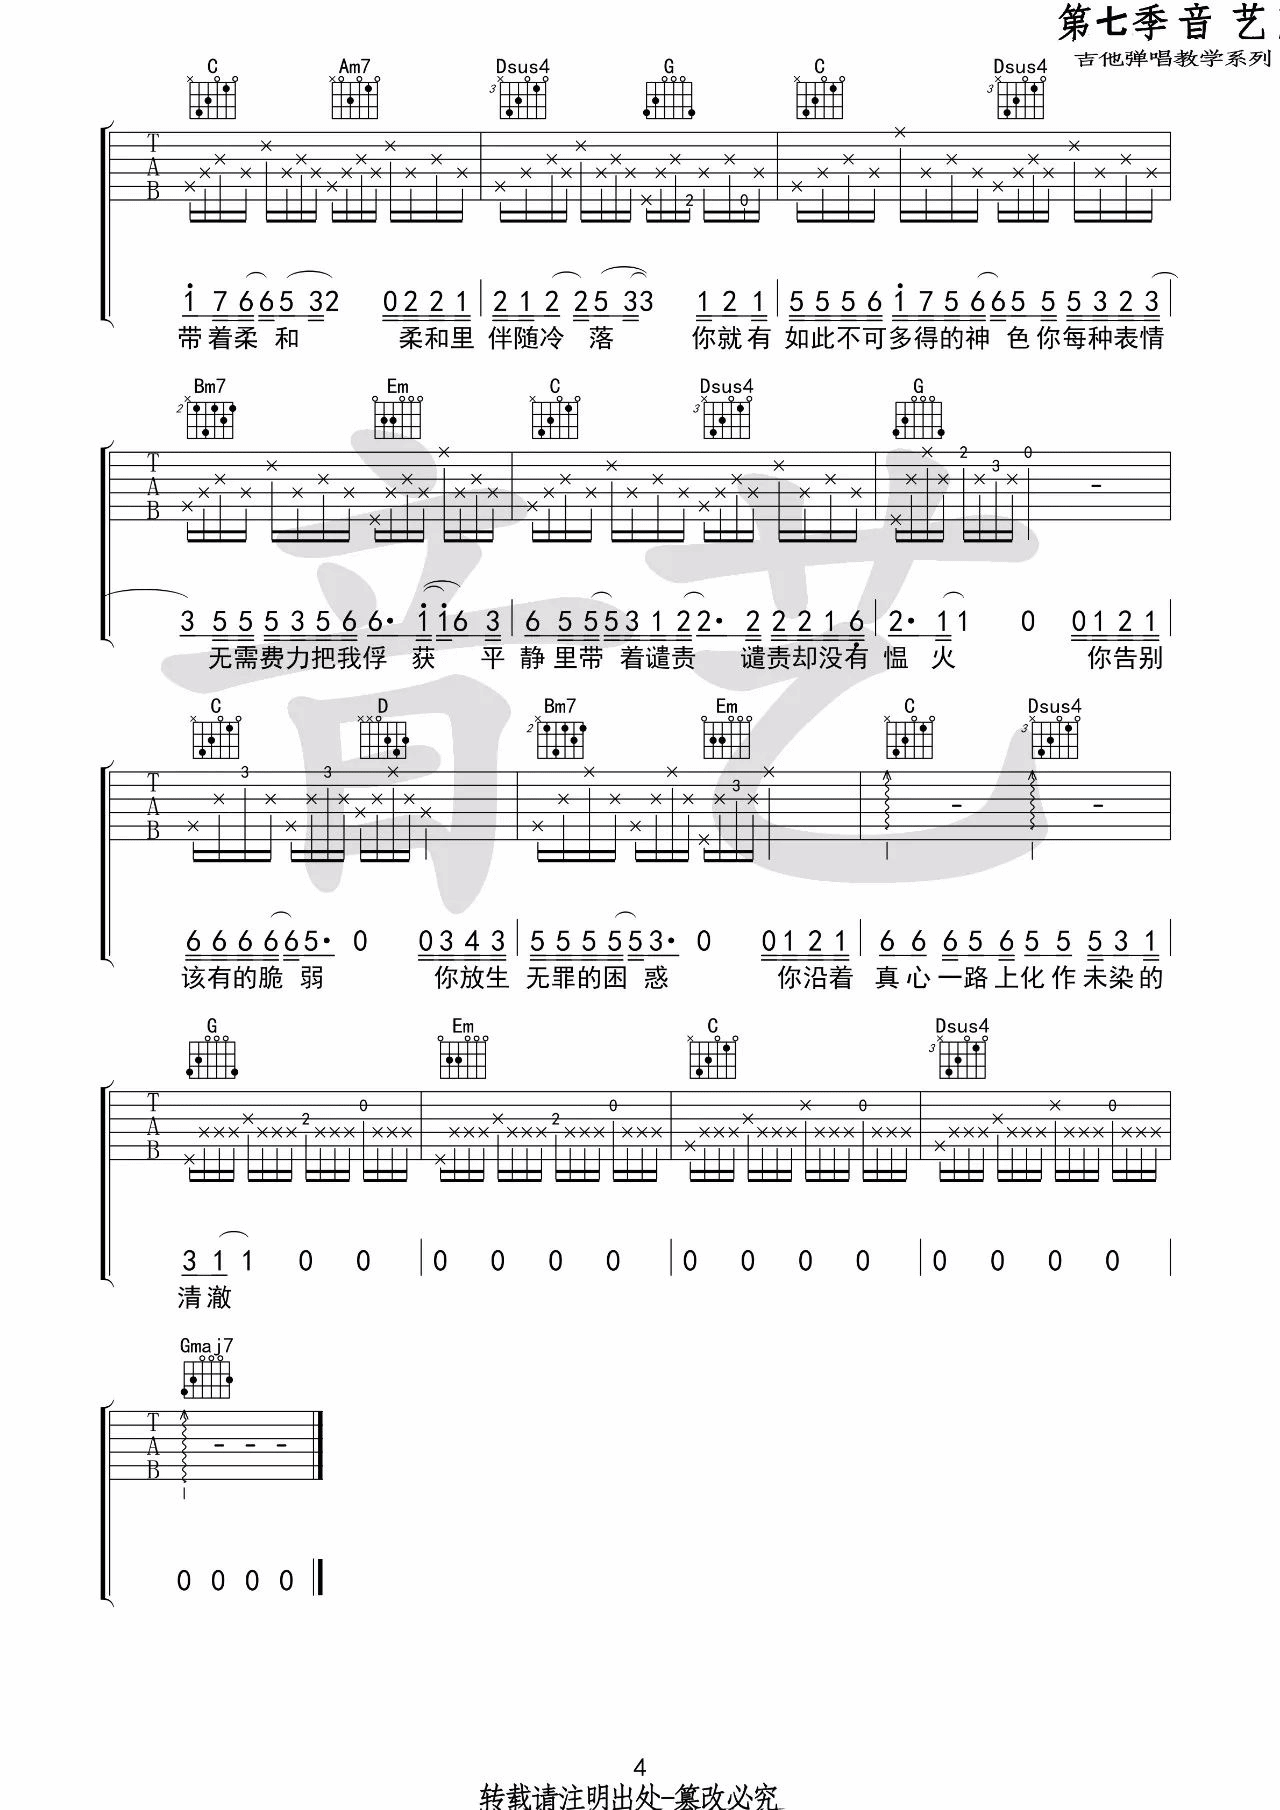 第七季音艺
吉他弹唱教学系列
C Am7 Dsus4 G C Dsus4
3 3
T
A
B
2 0
1 7 6 6 5 3 2 0 2 2 1 2 1 2 2 5 3 3 1 2 1 5 5 5 6 1 7 5 6 6 5 5 5 3 2 3
带着柔和 柔和里 伴随冷落 你就有 如此不可多得的神色你每种表情
Bm7 Em C Dsus4 G
2 3
T
A
B
2 3 0 -
3 5 5 5 3 5 6 6· 1 1 6 3 6 5 5 5 3 1 2 2· 2 2 2 1 6 2· 1 1 0 0 1 2 1
无需费力把我俘获 平静里带着谴责 谴责却没有愠火 你告别
C D Bm7 Em C Dsus4
2 3
T
A
B
3 3 3 - -
6 6 6 6 6 5· 0 0 3 4 3 5 5 5 5 5 3· 0 0 1 2 1 6 6 6 5 6 5 5 5 3 1
该有的脆弱 你放生无罪的困惑 你沿着真心一路上化作未染的
G Em C Dsus4
3
T
A
B
2 0 2 0 0 0
3 1 1 0 0 0 0 0 0 0 0 0 0 0 0 0 0
清澈
Gmaj7
T
A
B
- - -
0 0 0 0
音艺
4
转载请注明出处-篡改必究